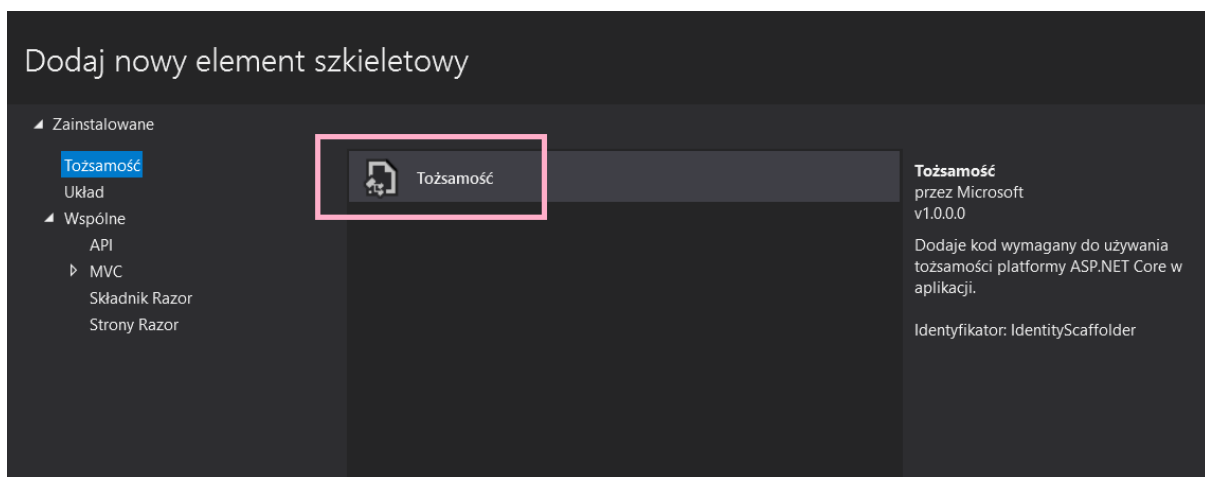 Dodaj nowy element szkieletowy
Zainstalowane
Tożsamość
Układ
Wspólne
API
MVC
Składnik Razor
Strony Razor
Tożsamość
Tożsamość
przez Microsoft
v1.0.0.0
Dodaje kod wymagany do używania
tożsamości platformy ASP.NET Core w
aplikacji.
Identyfikator: IdentityScaffolder